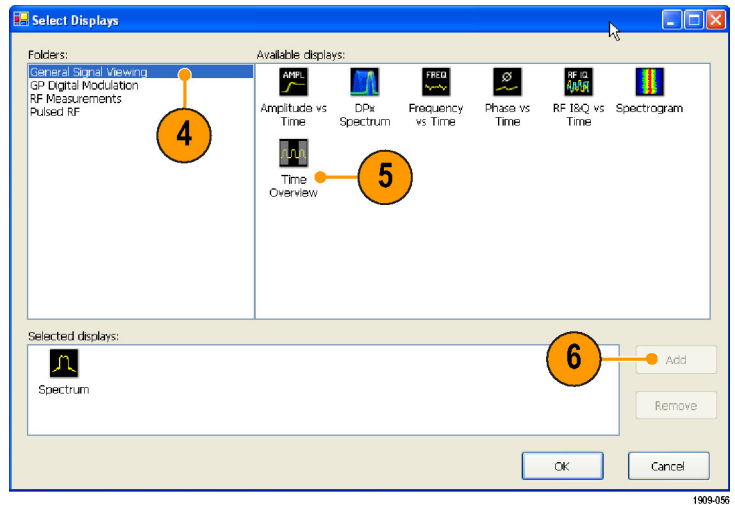 Select Displays
Folders:
General Signal Viewing
GP Digital Modulation
RF Measurements
Pulsed RF
4
Available displays:
AMPL FREQ Ø RF IQ
Amplitude vs Time
DPx Spectrum
Frequency vs Time
Phase vs Time
RF I&Q vs Time
Spectrogram
Time Overview
5
Selected displays:
Spectrum
6
Add
Remove
OK
Cancel
1909-056